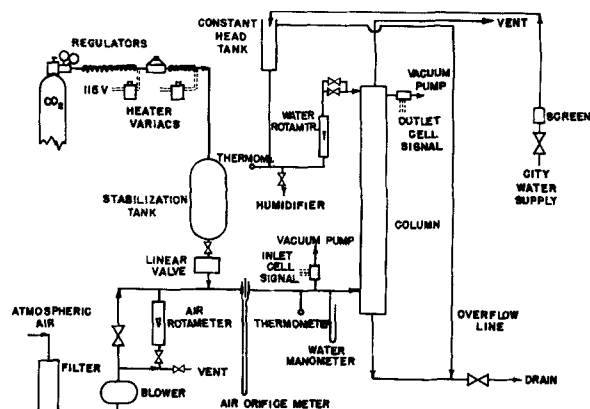 REGULATORS
CONSTANT
HEAD
TANK
VENT
CO2
115 V
HEATER
VARIACS
WATER
ROTAMTR.
VACUUM
PUMP
OUTLET
CELL
SIGNAL
SCREEN
CITY
WATER
SUPPLY
THERMOM.
HUMIDIFIER
STABILIZATION
TANK
COLUMN
LINEAR
VALVE
VACUUM PUMP
INLET
CELL
SIGNAL
ATMOSPHERIC
AIR
AIR
ROTAMETER
THERMOMETER
WATER
MANOMETER
OVERFLOW
LINE
FILTER
VENT
BLOWER
AIR ORIFICE METER
DRAIN